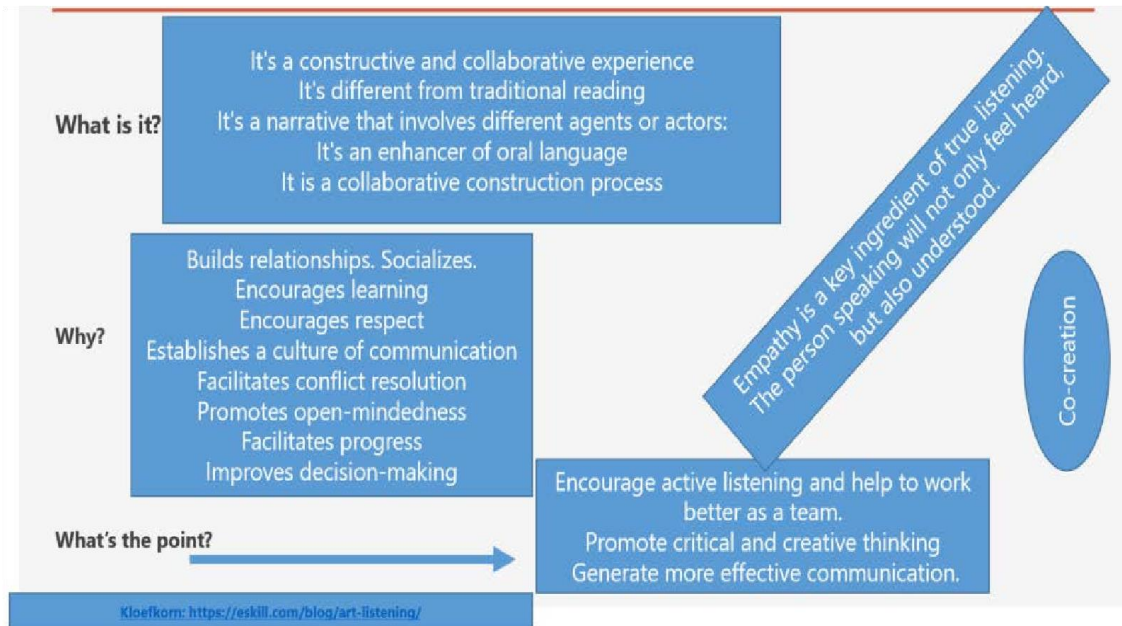 What is it?
It's a constructive and collaborative experience
It's different from traditional reading
It's a narrative that involves different agents or actors:
It's an enhancer of oral language
It is a collaborative construction process
Why?
Builds relationships. Socializes.
Encourages learning
Encourages respect
Establishes a culture of communication
Facilitates conflict resolution
Promotes open-mindedness
Facilitates progress
Improves decision-making
Empathy is a key ingredient of true listening.
The person speaking will not only feel heard,
but also understood.
Co-creation
What's the point?
Encourage active listening and help to work
better as a team.
Promote critical and creative thinking
Generate more effective communication.
Kloefkorn: https://eskill.com/blog/art-listening/